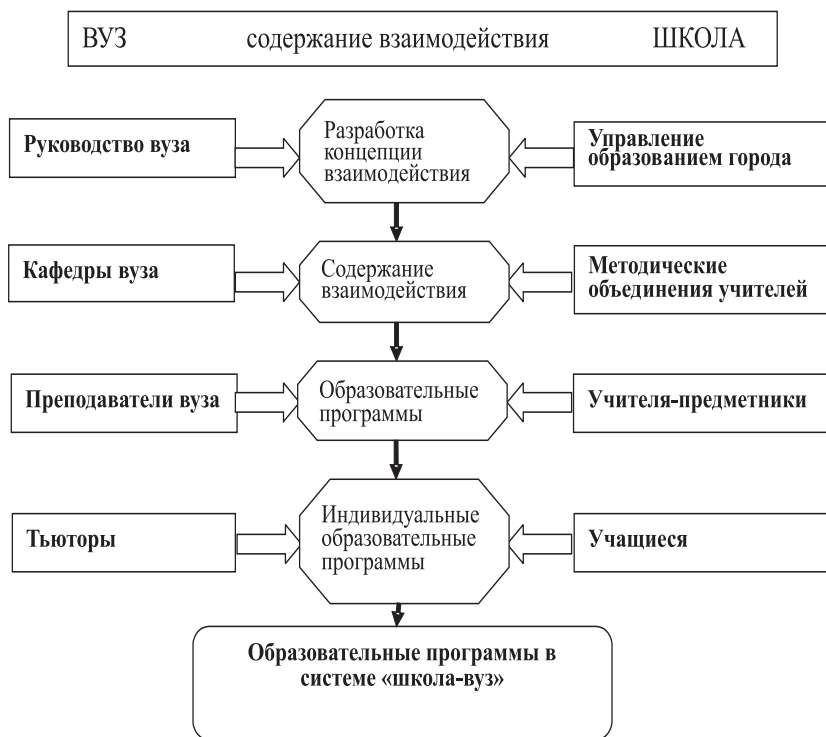 ВУЗ содержание взаимодействия ШКОЛА
Руководство вуза
Разработка
концепции
взаимодействия
Управление
образованием города
Кафедры вуза
Содержание
взаимодействия
Методические
объединения учителей
Преподаватели вуза
Образовательные
программы
Учителя-предметники
Тьюторы
Индивидуальные
образовательные
программы
Учащиеся
Образовательные программы в
системе «школа-вуз»